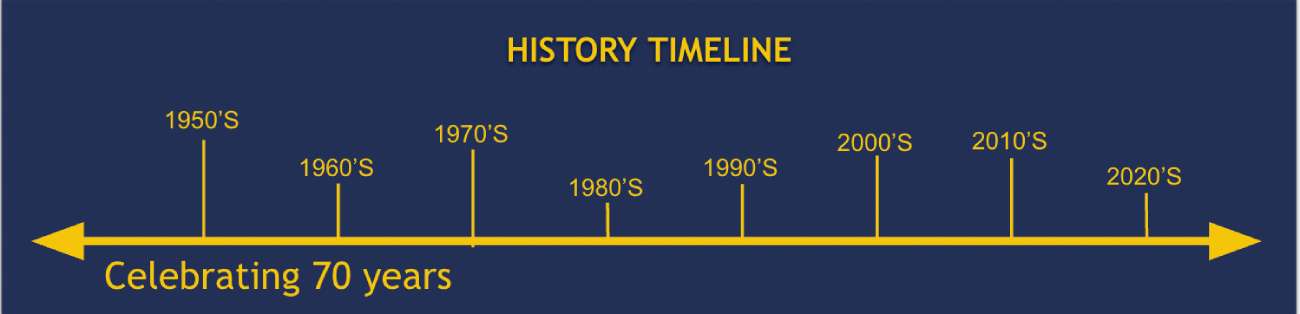 HISTORY TIMELINE
1950'S
1960'S
1970'S
1980'S
1990'S
2000'S
2010'S
2020'S
Celebrating 70 years